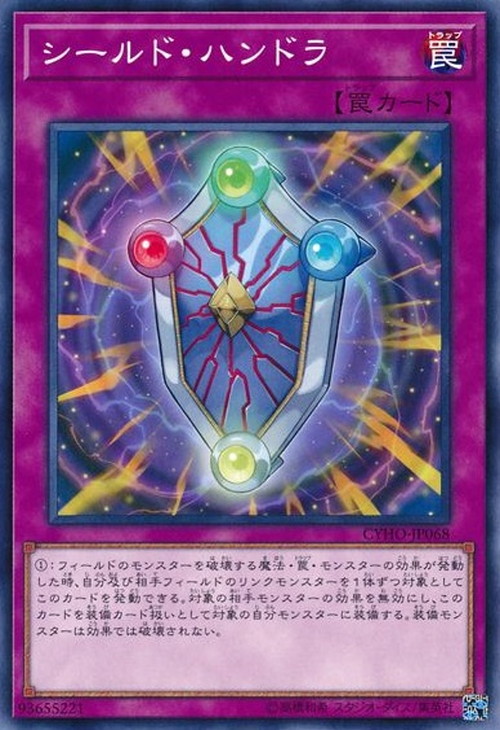 シールド・ハンドラ
トラップ
罠
【罠カード】
CYHO-JP068
①：フィールドのモンスターを破壊する魔法・罠・モンスターの効果が発動
した時、自分及び相手フィールドのリンクモンスターを１体ずつ対象として
このカードを発動できる。対象の相手モンスターの効果を無効にし、この
カードを装備カード扱いとして対象の自分モンスターに装備する。装備モン
スターは効果では破壊されない。
93655221
©高橋和希 スタジオ・ダイス/集英社